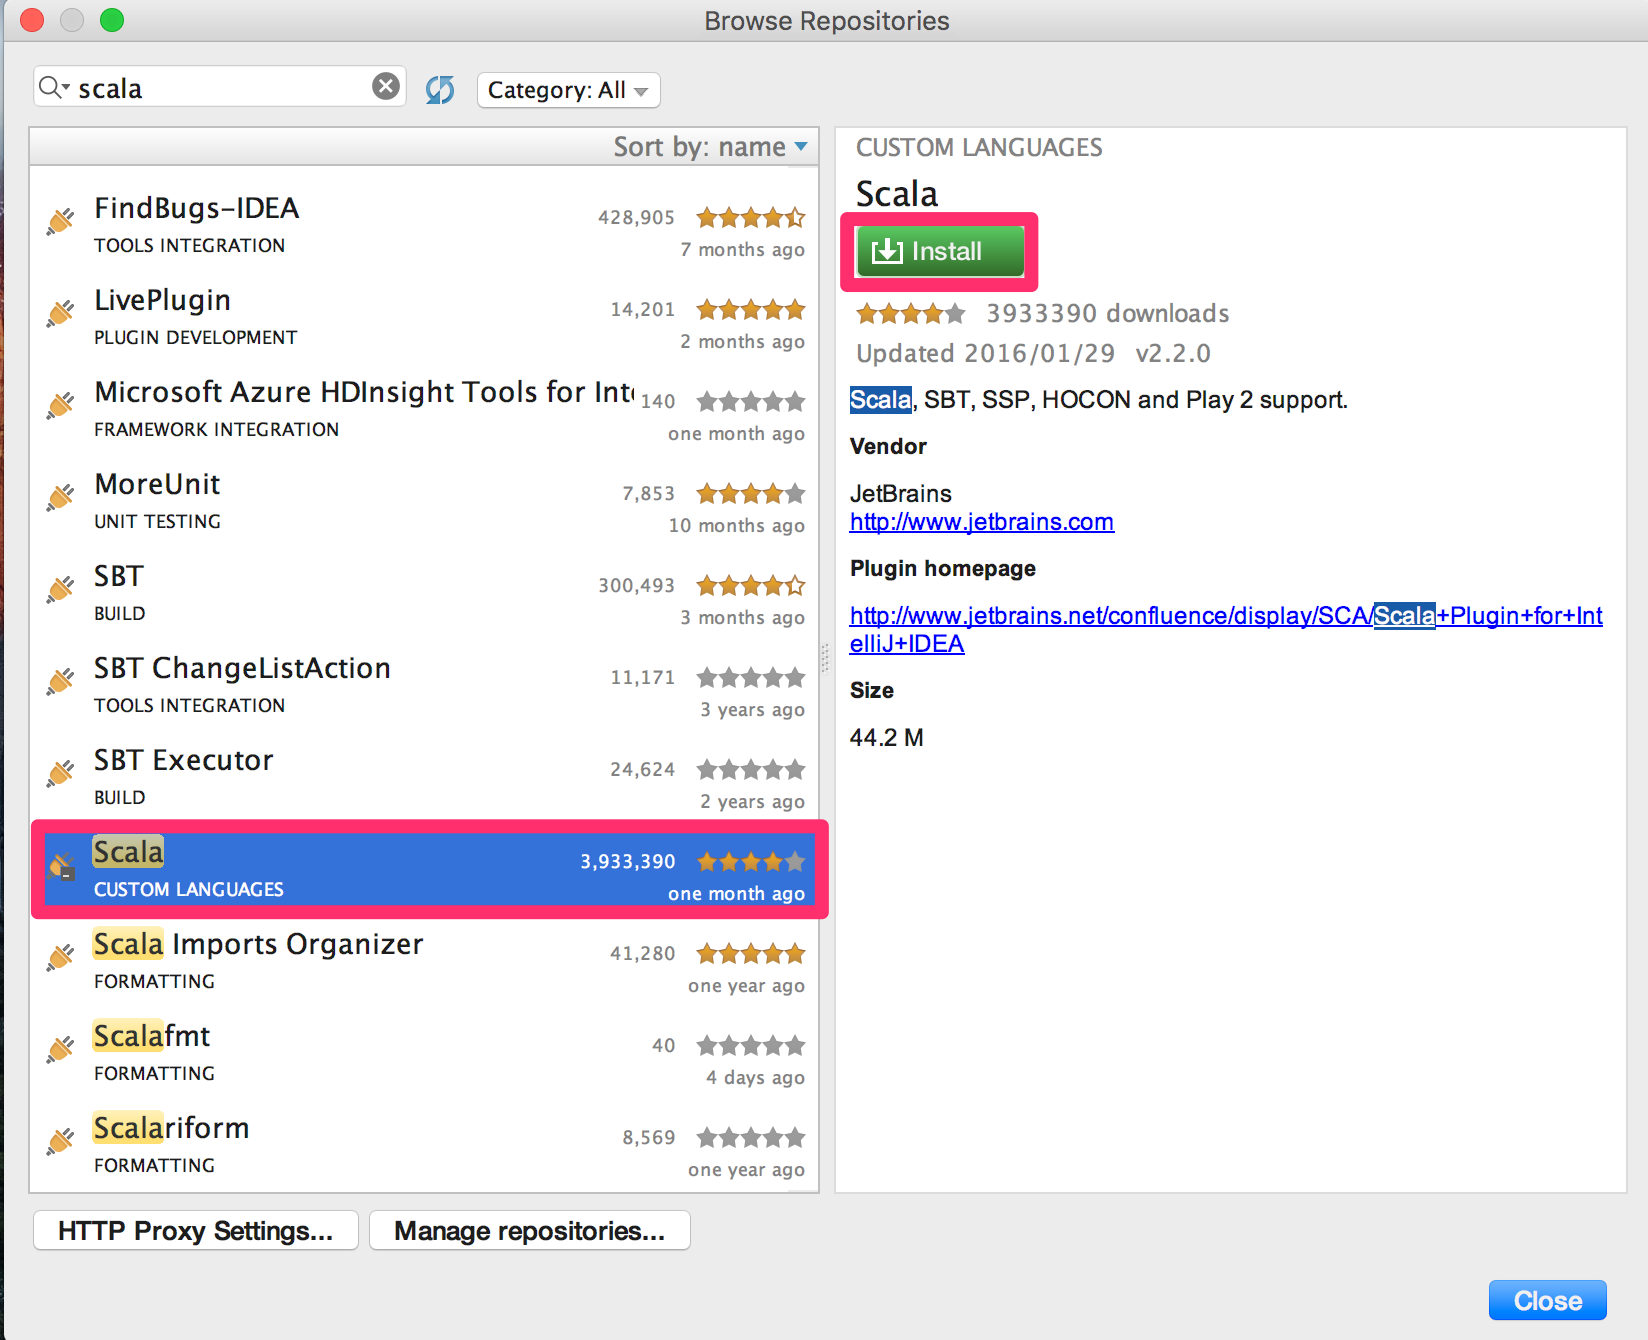 Browse Repositories
scala
Category: All
Sort by: name
FindBugs-IDEA 428,905
TOOLS INTEGRATION 7 months ago
LivePlugin 14,201
PLUGIN DEVELOPMENT 2 months ago
Microsoft Azure HDInsight Tools for Inte 140
FRAMEWORK INTEGRATION one month ago
MoreUnit 7,853
UNIT TESTING 10 months ago
SBT 300,493
BUILD 3 months ago
SBT ChangeListAction 11,171
TOOLS INTEGRATION 3 years ago
SBT Executor 24,624
BUILD 2 years ago
Scala 3,933,390
CUSTOM LANGUAGES one month ago
Scala Imports Organizer 41,280
FORMATTING one year ago
Scalafmt 40
FORMATTING 4 days ago
Scalariform 8,569
FORMATTING one year ago
CUSTOM LANGUAGES
Scala
Install
3933390 downloads
Updated 2016/01/29 v2.2.0
Scala, SBT, SSP, HOCON and Play 2 support.
Vendor
JetBrains
http://www.jetbrains.com
Plugin homepage
http://www.jetbrains.net/confluence/display/SCA/Scala+Plugin+for+Int
elliJ+IDEA
Size
44.2 M
HTTP Proxy Settings...
Manage repositories...
Close